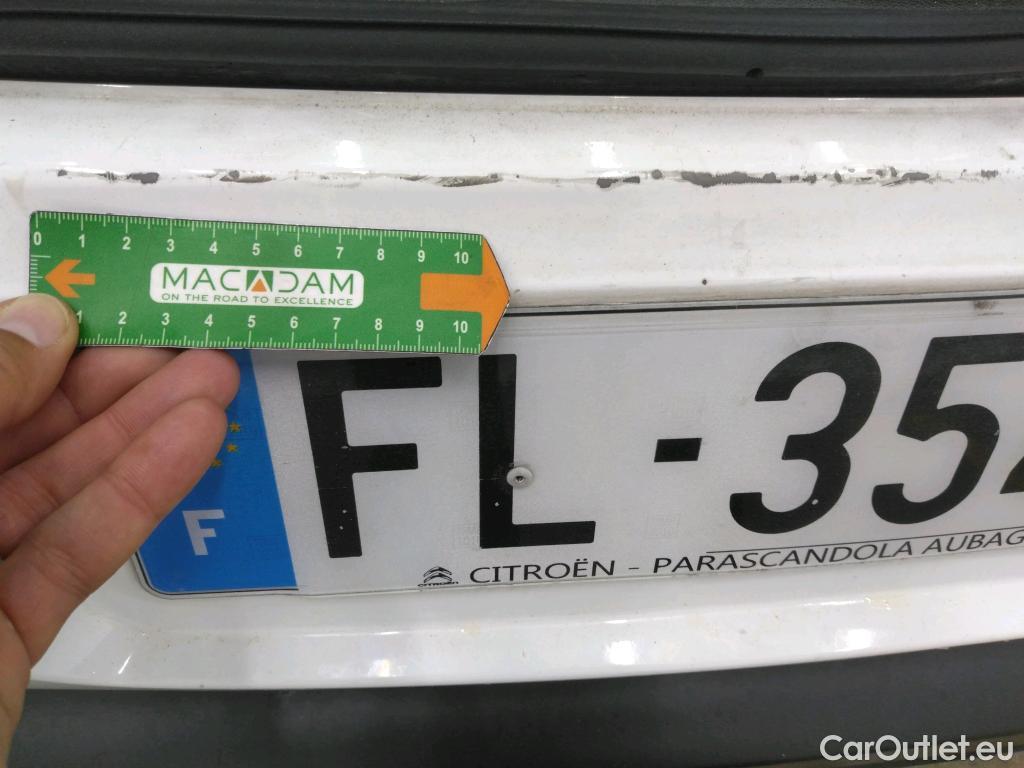 0 1 2 3 4 5 6 7 8 9 10
MACADAM
ON THE ROAD TO EXCELLENCE
1 2 3 4 5 6 7 8 9 10
FL-35
F
CITROËN CITROËN - PARASCANDOLA AUBAG
CarOutlet.eu